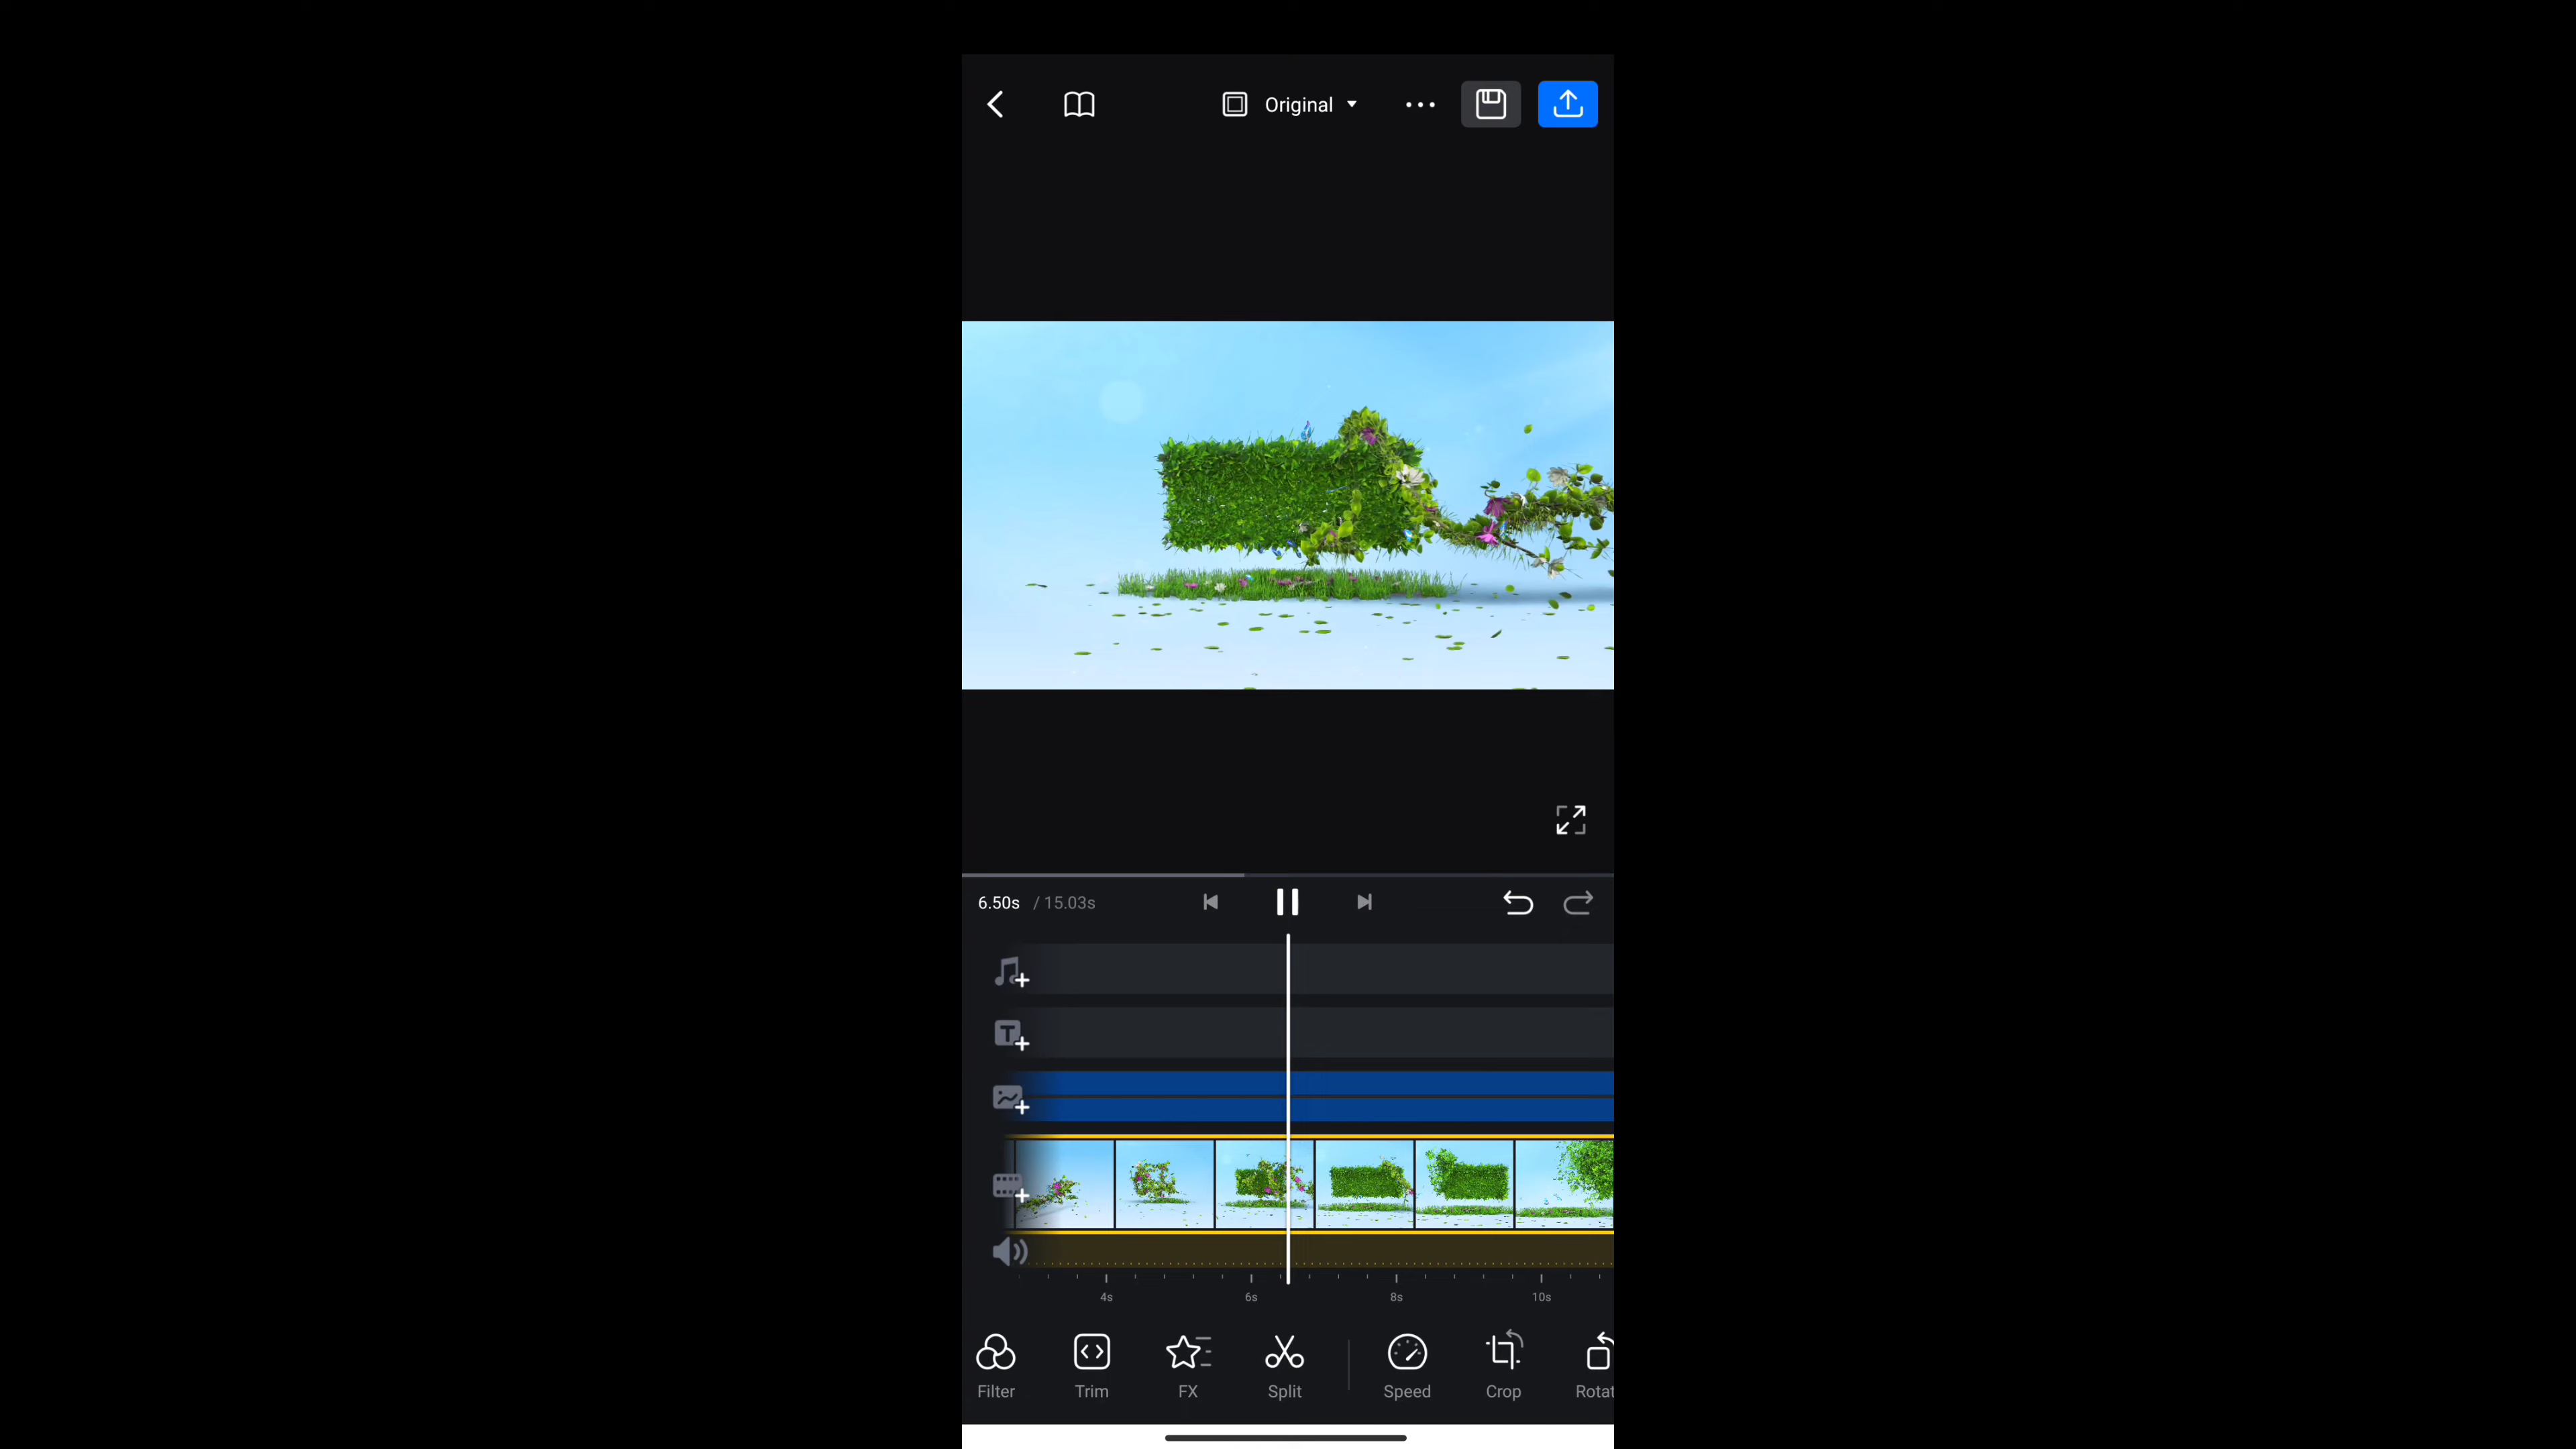 Original
6.50s / 15.03s
4s 6s 8s 10s
Filter Trim FX Split Speed Crop Rotat